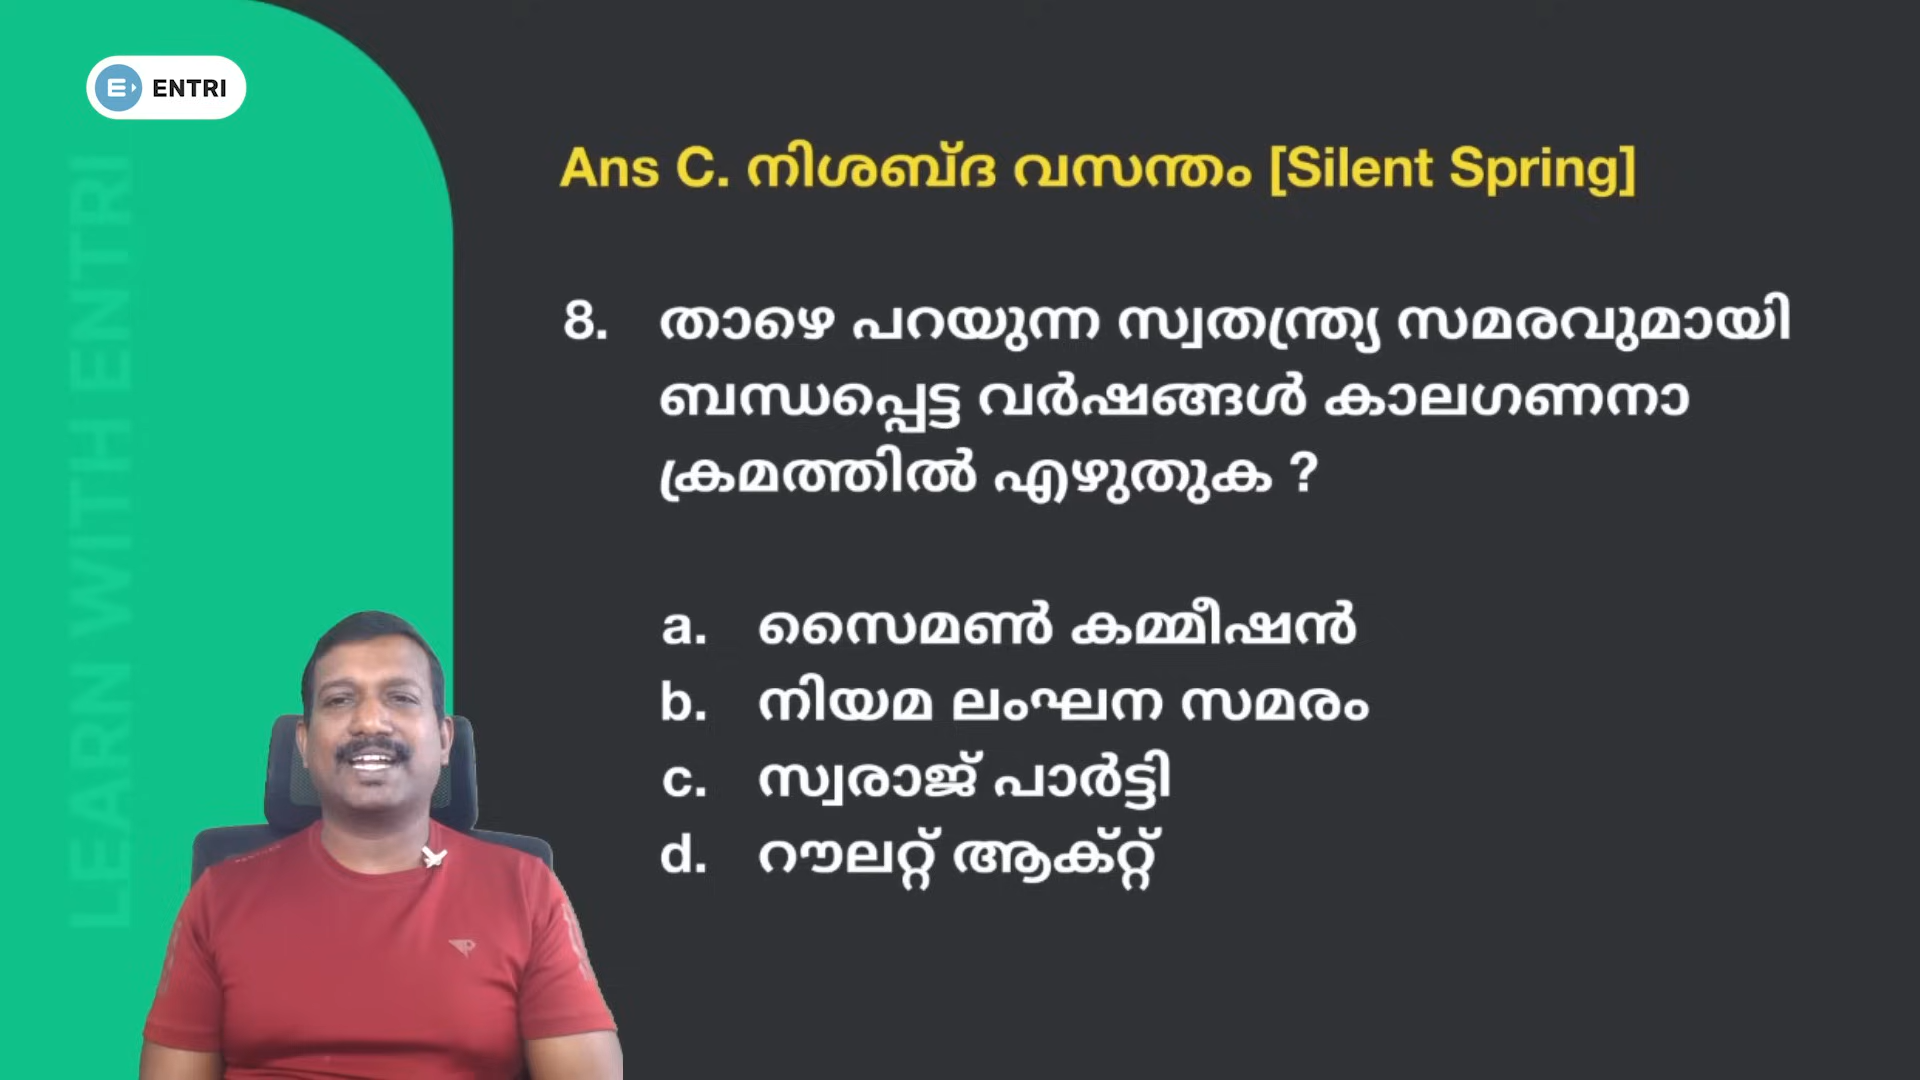 ENTRI
LEARN WITH ENTRI
Ans C. നിശബ്ദ വസന്തം [Silent Spring]
8. താഴെ പറയുന്ന സ്വതന്ത്ര്യ സമരവുമായി
ബന്ധപ്പെട്ട വർഷങ്ങൾ കാലഗണനാ
ക്രമത്തിൽ എഴുതുക ?
a. സൈമൺ കമ്മീഷൻ
b. നിയമ ലംഘന സമരം
c. സ്വരാജ് പാർട്ടി
d. റൗലറ്റ് ആക്റ്റ്